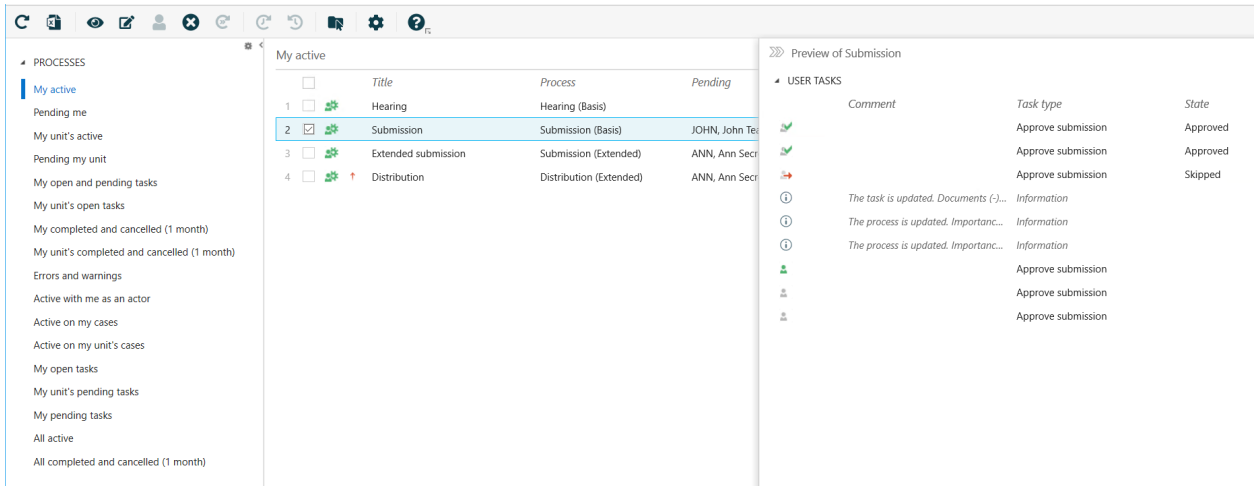 PROCESSES
My active
Pending me
My unit's active
Pending my unit
My open and pending tasks
My unit's open tasks
My completed and cancelled (1 month)
My unit's completed and cancelled (1 month)
Errors and warnings
Active with me as an actor
Active on my cases
Active on my unit's cases
My open tasks
My unit's pending tasks
My pending tasks
All active
All completed and cancelled (1 month)
My active
Title Process Pending
1 Hearing Hearing (Basis)
2 Submission Submission (Basis) JOHN, John Tea
3 Extended submission Submission (Extended) ANN, Ann Secr
4 Distribution Distribution (Extended) ANN, Ann Secr
Preview of Submission
USER TASKS
Comment Task type State
Approve submission Approved
Approve submission Approved
Approve submission Skipped
The task is updated. Documents (-)... Information
The process is updated. Importanc... Information
The process is updated. Importanc... Information
Approve submission
Approve submission
Approve submission